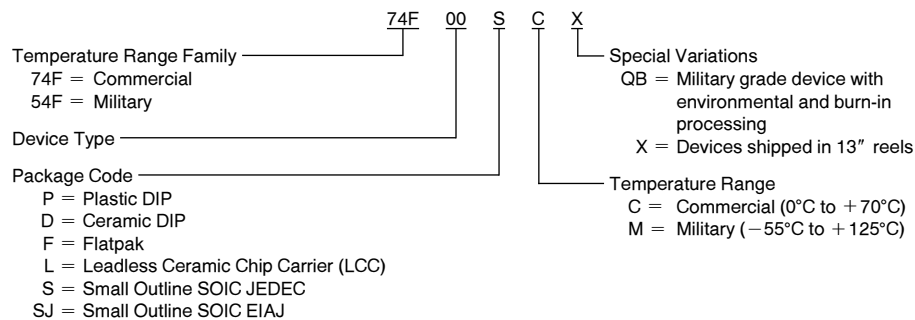 74F 00 S C X
Temperature Range Family
74F = Commercial
54F = Military
Device Type
Package Code
P = Plastic DIP
D = Ceramic DIP
F = Flatpak
L = Leadless Ceramic Chip Carrier (LCC)
S = Small Outline SOIC JEDEC
SJ = Small Outline SOIC EIAJ
Special Variations
QB = Military grade device with
environmental and burn-in
processing
X = Devices shipped in 13″ reels
Temperature Range
C = Commercial (0°C to +70°C)
M = Military (−55°C to +125°C)